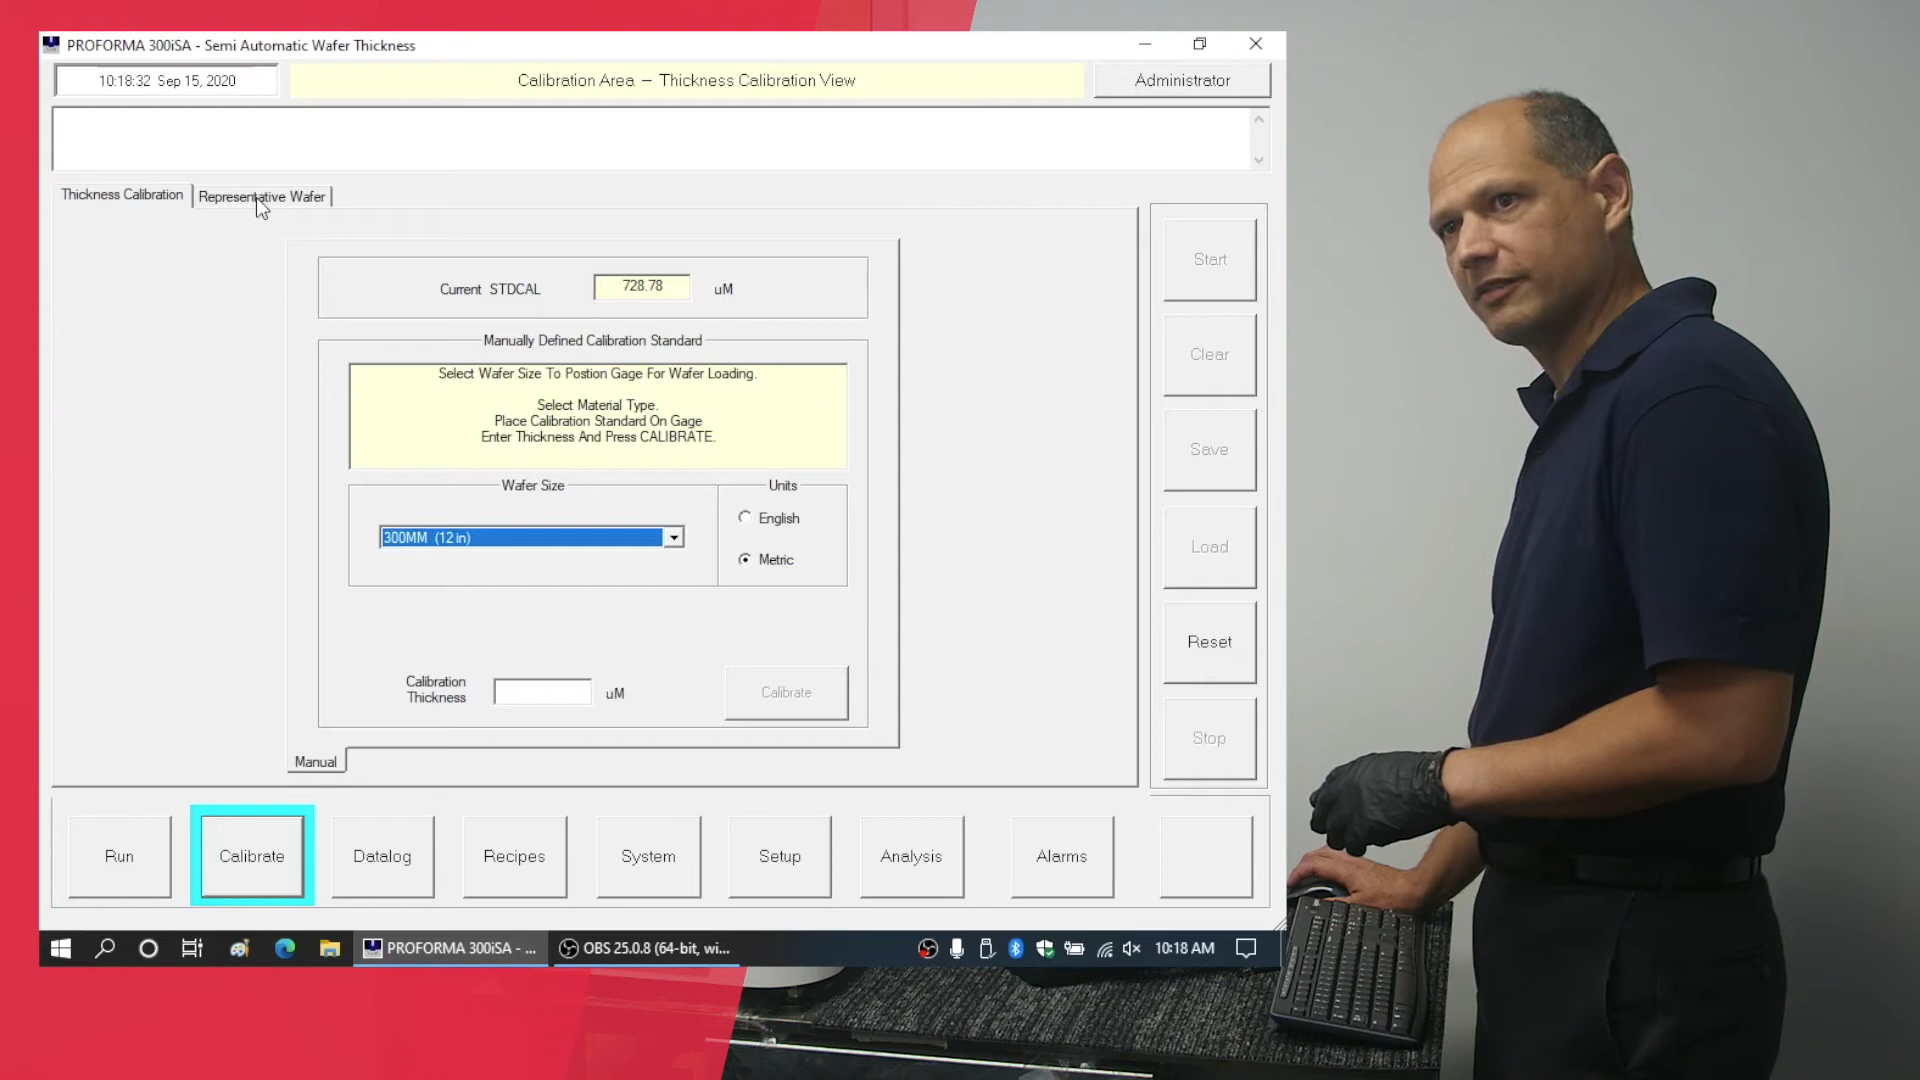 PROFORMA 300iSA - Semi Automatic Wafer Thickness
10:18:32 Sep 15, 2020
Calibration Area – Thickness Calibration View
Administrator
Thickness Calibration
Representative Wafer
Current STDCAL
728.78
uM
Manually Defined Calibration Standard
Select Wafer Size To Postion Gage For Wafer Loading.
Select Material Type.
Place Calibration Standard On Gage
Enter Thickness And Press CALIBRATE.
Wafer Size
300MM (12 in)
Units
English
Metric
Calibration
Thickness
uM
Calibrate
Manual
Start
Clear
Save
Load
Reset
Stop
Run
Calibrate
Datalog
Recipes
System
Setup
Analysis
Alarms
PROFORMA 300iSA - ...
OBS 25.0.8 (64-bit, wi...
10:18 AM